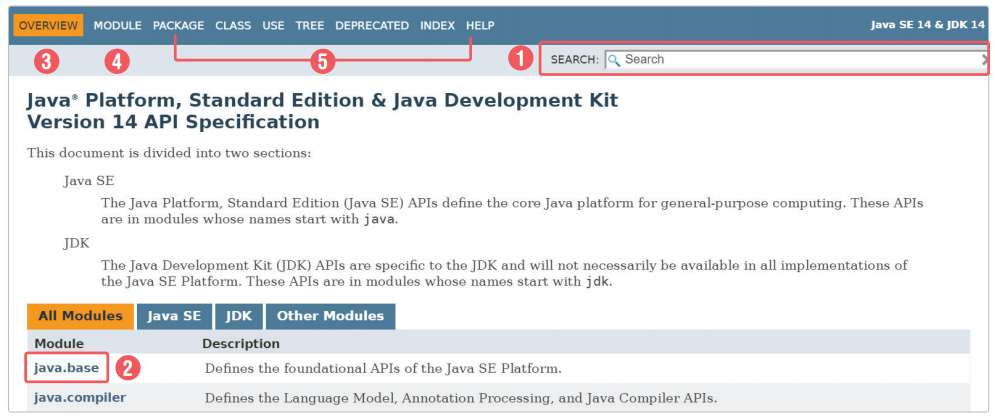 OVERVIEW MODULE PACKAGE CLASS USE TREE DEPRECATED INDEX HELP Java SE 14 & JDK 14
3 4 5 1 SEARCH: Search X
Java® Platform, Standard Edition & Java Development Kit
Version 14 API Specification
This document is divided into two sections:
Java SE
The Java Platform, Standard Edition (Java SE) APIs define the core Java platform for general-purpose computing. These APIs
are in modules whose names start with java.
JDK
The Java Development Kit (JDK) APIs are specific to the JDK and will not necessarily be available in all implementations of
the Java SE Platform. These APIs are in modules whose names start with jdk.
All Modules Java SE JDK Other Modules
Module Description
java.base 2 Defines the foundational APIs of the Java SE Platform.
java.compiler Defines the Language Model, Annotation Processing, and Java Compiler APIs.